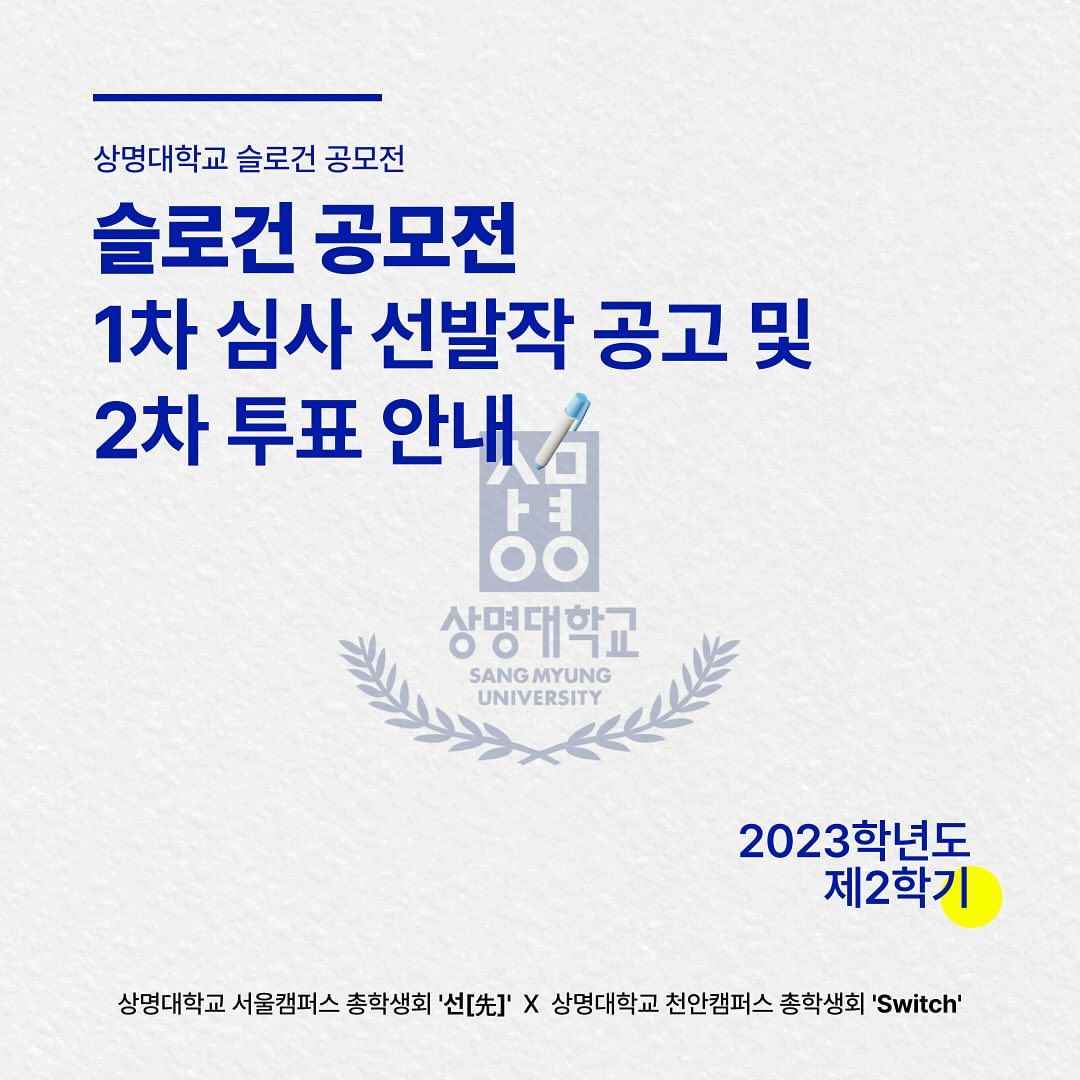 상명대학교 슬로건 공모전
슬로건 공모전
1차 심사 선발작 공고 및
2차 투표 안내
상명
상명대학교
SANG MYUNG
UNIVERSITY
2023학년도
제2학기
상명대학교 서울캠퍼스 총학생회 '선[先]' X 상명대학교 천안캠퍼스 총학생회 'Switch'